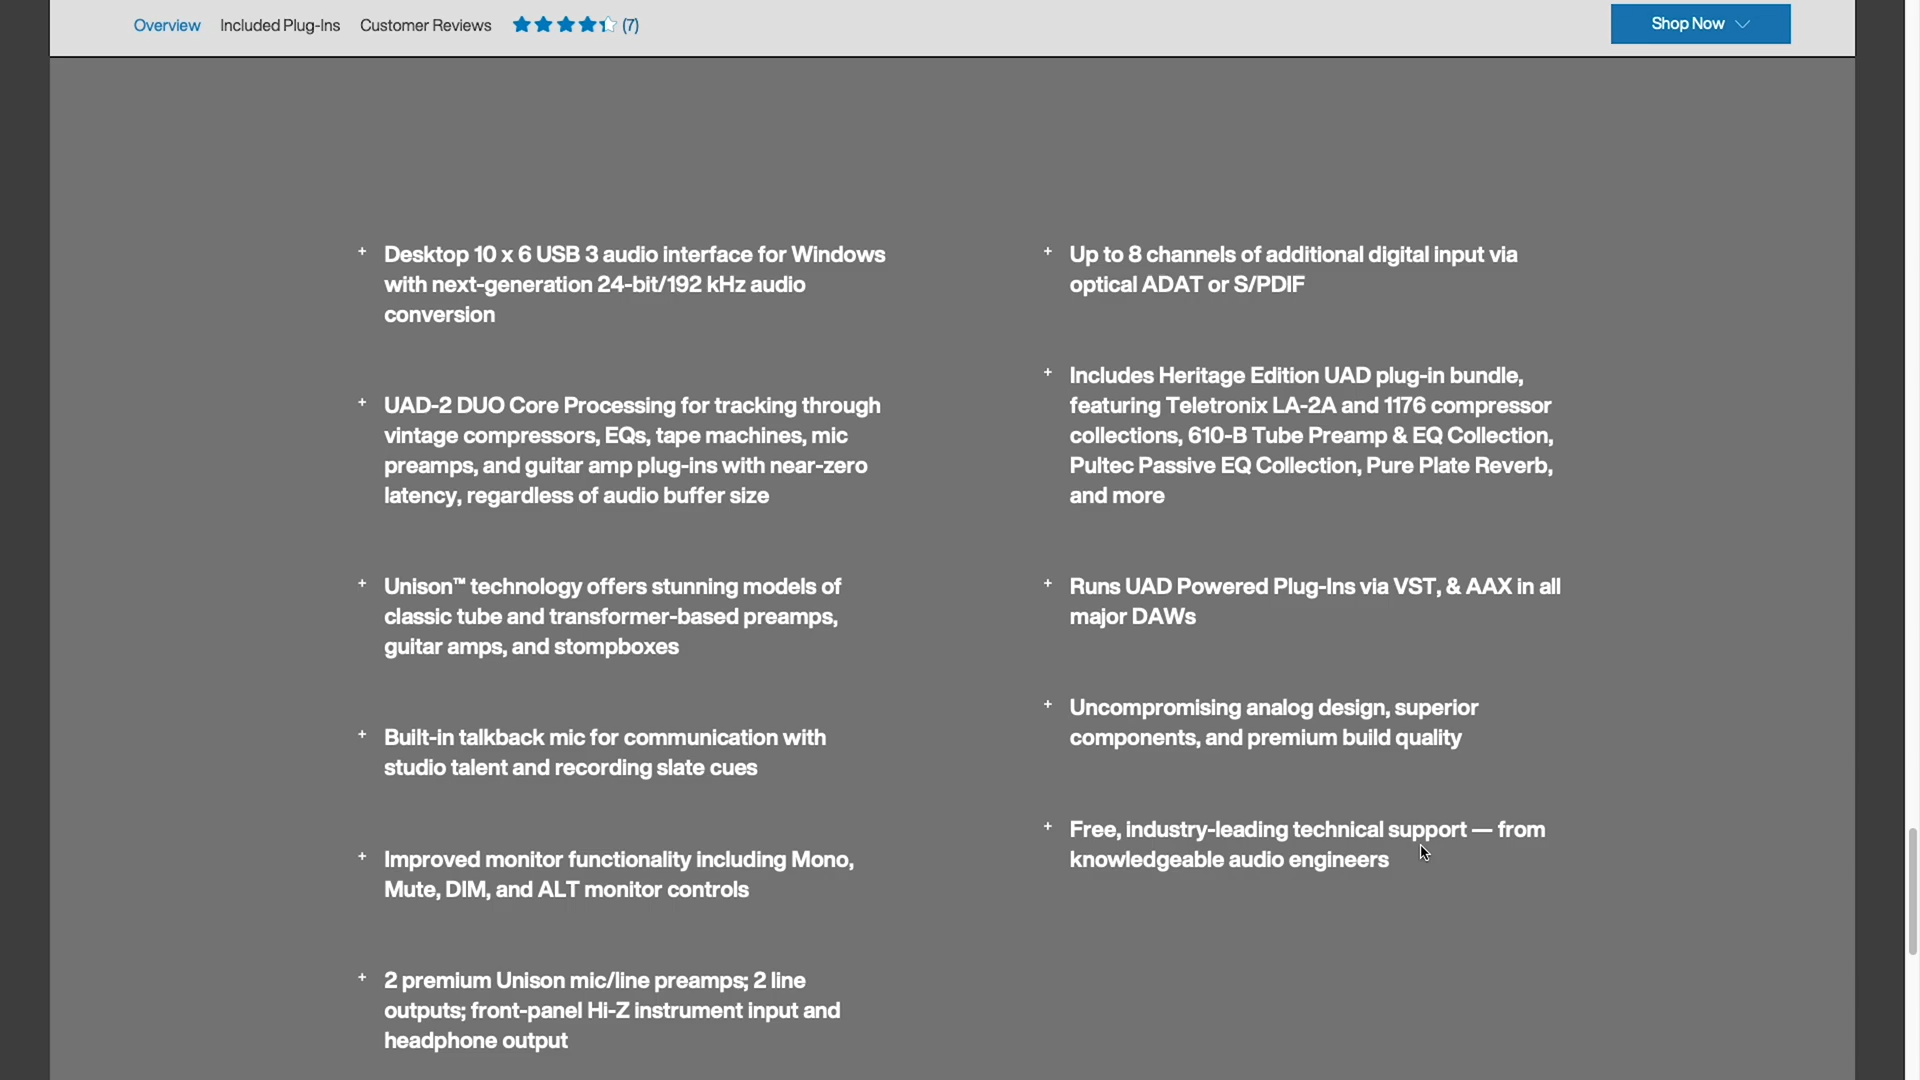 Overview Included Plug-Ins Customer Reviews (7)
Shop Now
+ Desktop 10 x 6 USB 3 audio interface for Windows
with next-generation 24-bit/192 kHz audio
conversion
+ UAD-2 DUO Core Processing for tracking through
vintage compressors, EQs, tape machines, mic
preamps, and guitar amp plug-ins with near-zero
latency, regardless of audio buffer size
+ Unison™ technology offers stunning models of
classic tube and transformer-based preamps,
guitar amps, and stompboxes
+ Built-in talkback mic for communication with
studio talent and recording slate cues
+ Improved monitor functionality including Mono,
Mute, DIM, and ALT monitor controls
+ 2 premium Unison mic/line preamps; 2 line
outputs; front-panel Hi-Z instrument input and
headphone output
+ Up to 8 channels of additional digital input via
optical ADAT or S/PDIF
+ Includes Heritage Edition UAD plug-in bundle,
featuring Teletronix LA-2A and 1176 compressor
collections, 610-B Tube Preamp & EQ Collection,
Pultec Passive EQ Collection, Pure Plate Reverb,
and more
+ Runs UAD Powered Plug-Ins via VST, & AAX in all
major DAWs
+ Uncompromising analog design, superior
components, and premium build quality
+ Free, industry-leading technical support — from
knowledgeable audio engineers